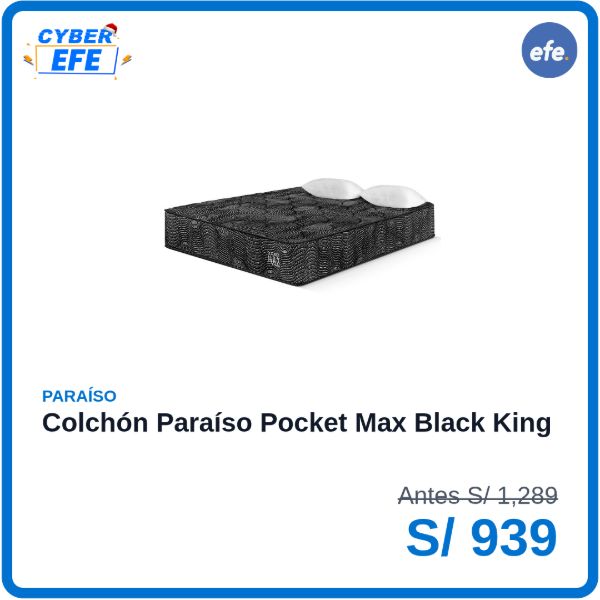 CYBER
EFE
efe.
PARAÍSO
Colchón Paraíso Pocket Max Black King
Antes S/ 1,289
S/ 939